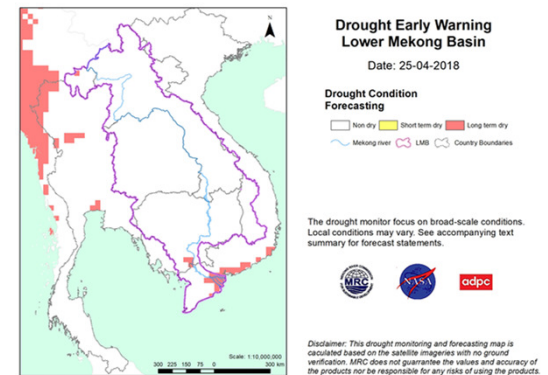 N
Drought Early Warning
Lower Mekong Basin
Date: 25-04-2018
Drought Condition
Forecasting
Non dry Short term dry Long term dry
Mekong river LMB Country Boundaries
The drought monitor focus on broad-scale conditions.
Local conditions may vary. See accompanying text
summary for forecast statements.
MRC NASA adpc
Scale: 1:10,000,000
300 225 150 75 0 300 km
Disclaimer: This drought monitoring and forecasting map is
caculated based on the satellite imageries with no ground
verification. MRC does not guarrantee the values and accuracy of
the products nor be responsible for any risks of using the products.